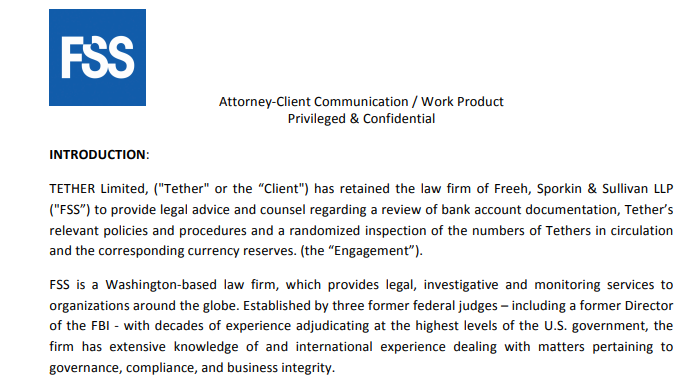 FSS
Attorney-Client Communication / Work Product
Privileged & Confidential
INTRODUCTION:
TETHER Limited, ("Tether" or the “Client") has retained the law firm of Freeh, Sporkin & Sullivan LLP
("FSS”) to provide legal advice and counsel regarding a review of bank account documentation, Tether’s
relevant policies and procedures and a randomized inspection of the numbers of Tethers in circulation
and the corresponding currency reserves. (the “Engagement”).
FSS is a Washington-based law firm, which provides legal, investigative and monitoring services to
organizations around the globe. Established by three former federal judges – including a former Director
of the FBI - with decades of experience adjudicating at the highest levels of the U.S. government, the
firm has extensive knowledge of and international experience dealing with matters pertaining to
governance, compliance, and business integrity.